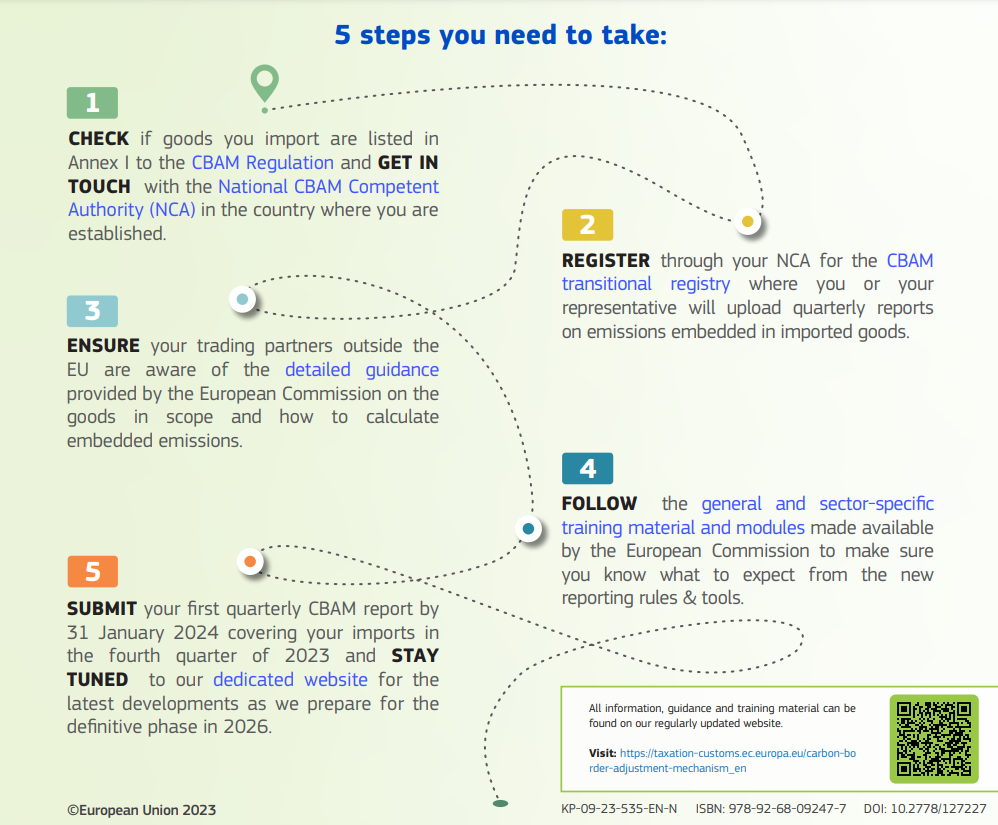 5 steps you need to take:
1
CHECK if goods you import are listed in
Annex I to the CBAM Regulation and GET IN
TOUCH with the National CBAM Competent
Authority (NCA) in the country where you are
established.
2
REGISTER through your NCA for the CBAM
transitional registry where you or your
representative will upload quarterly reports
on emissions embedded in imported goods.
3
ENSURE your trading partners outside the
EU are aware of the detailed guidance
provided by the European Commission on the
goods in scope and how to calculate
embedded emissions.
4
FOLLOW the general and sector-specific
training material and modules made available
by the European Commission to make sure
you know what to expect from the new
reporting rules & tools.
5
SUBMIT your first quarterly CBAM report by
31 January 2024 covering your imports in
the fourth quarter of 2023 and STAY
TUNED to our dedicated website for the
latest developments as we prepare for the
definitive phase in 2026.
All information, guidance and training material can be
found on our regularly updated website.
Visit: https://taxation-customs.ec.europa.eu/carbon-bo
rder-adjustment-mechanism_en
©European Union 2023
KP-09-23-535-EN-N ISBN: 978-92-68-09247-7 DOI: 10.2778/127227